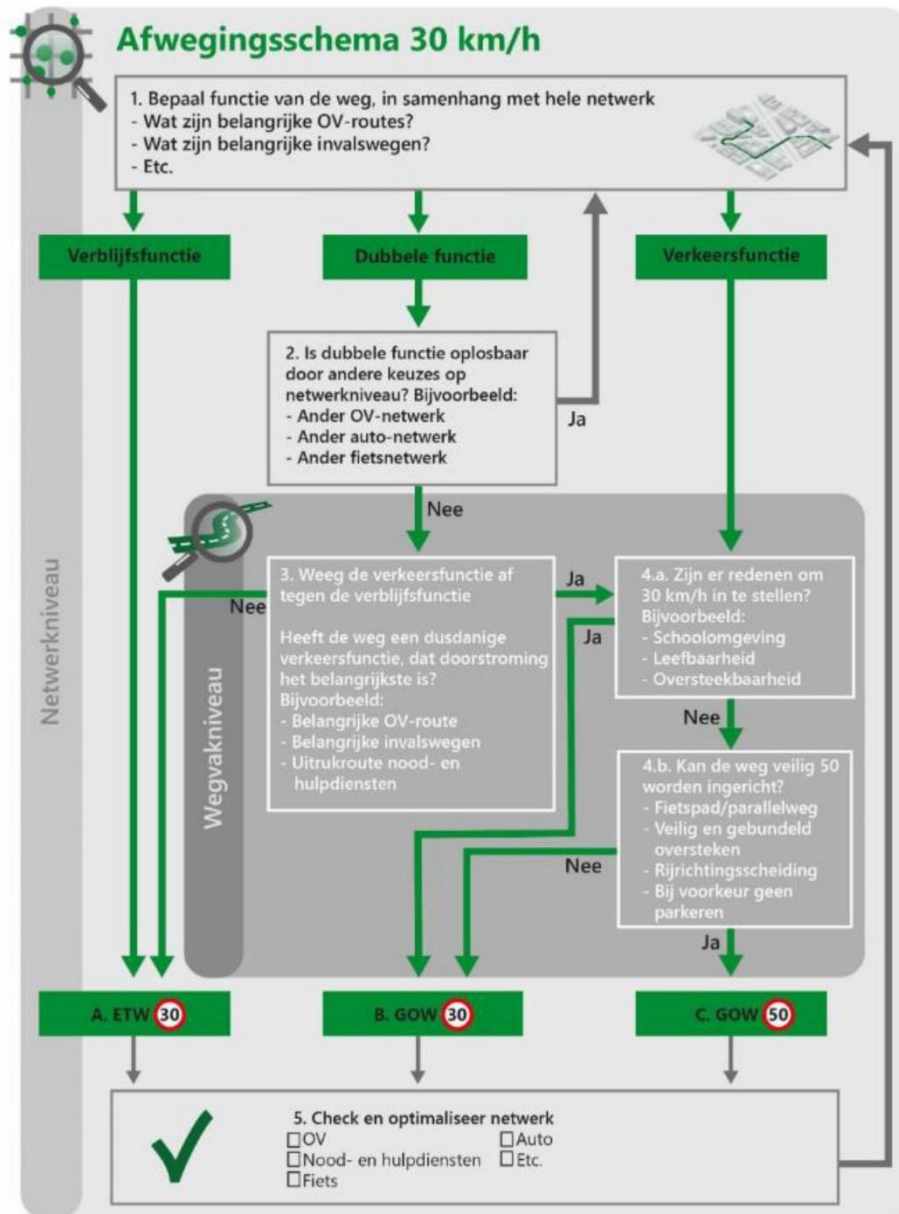 Afwegingsschema 30 km/h
1. Bepaal functie van de weg, in samenhang met hele netwerk
- Wat zijn belangrijke OV-routes?
- Wat zijn belangrijke invalswegen?
- Etc.
Verblijfsfunctie
Dubbele functie
Verkeersfunctie
2. Is dubbele functie oplosbaar
door andere keuzes op
netwerkniveau? Bijvoorbeeld:
- Ander OV-netwerk
- Ander auto-netwerk
- Ander fietsnetwerk
Ja
Nee
Netwerkniveau
Wegvakniveau
3. Weeg de verkeersfunctie af
tegen de verblijfsfunctie
Heeft de weg een dusdanige
verkeersfunctie, dat doorstroming
het belangrijkste is?
Bijvoorbeeld:
- Belangrijke OV-route
- Belangrijke invalswegen
- Uitrukroute nood- en
hulpdiensten
Nee
Ja
4.a. Zijn er redenen om
30 km/h in te stellen?
Bijvoorbeeld:
- Schoolomgeving
- Leefbaarheid
- Oversteekbaarheid
Ja
Nee
4.b. Kan de weg veilig 50
worden ingericht?
- Fietspad/parallelweg
- Veilig en gebundeld
oversteken
- Rijrichtingsscheiding
- Bij voorkeur geen
parkeren
Nee
Ja
A. ETW 30
B. GOW 30
C. GOW 50
5. Check en optimaliseer netwerk
OV
Auto
Nood- en hulpdiensten
Etc.
Fiets